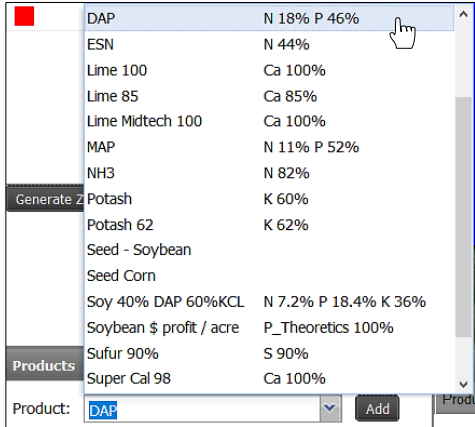 DAP N 18% P 46%
ESN N 44%
Lime 100 Ca 100%
Lime 85 Ca 85%
Lime Midtech 100 Ca 100%
MAP N 11% P 52%
NH3 N 82%
Generate Z
Potash K 60%
Potash 62 K 62%
Seed - Soybean
Seed Corn
Soy 40% DAP 60%KCL N 7.2% P 18.4% K 36%
Soybean $ profit / acre P_Theoretics 100%
Sufur 90% S 90%
Products
Super Cal 98 Ca 100%
Product: DAP Add
Produ